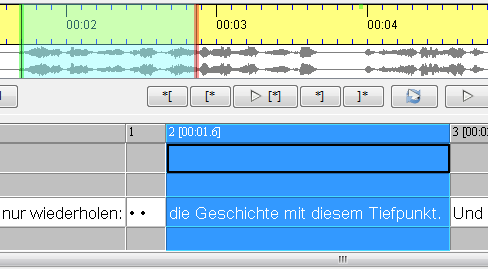 00:02 00:03 00:04
*[ [* [*] *] ]*
1 2 [00:01.6] 3 [00:0
nur wiederholen: • • die Geschichte mit diesem Tiefpunkt. Und